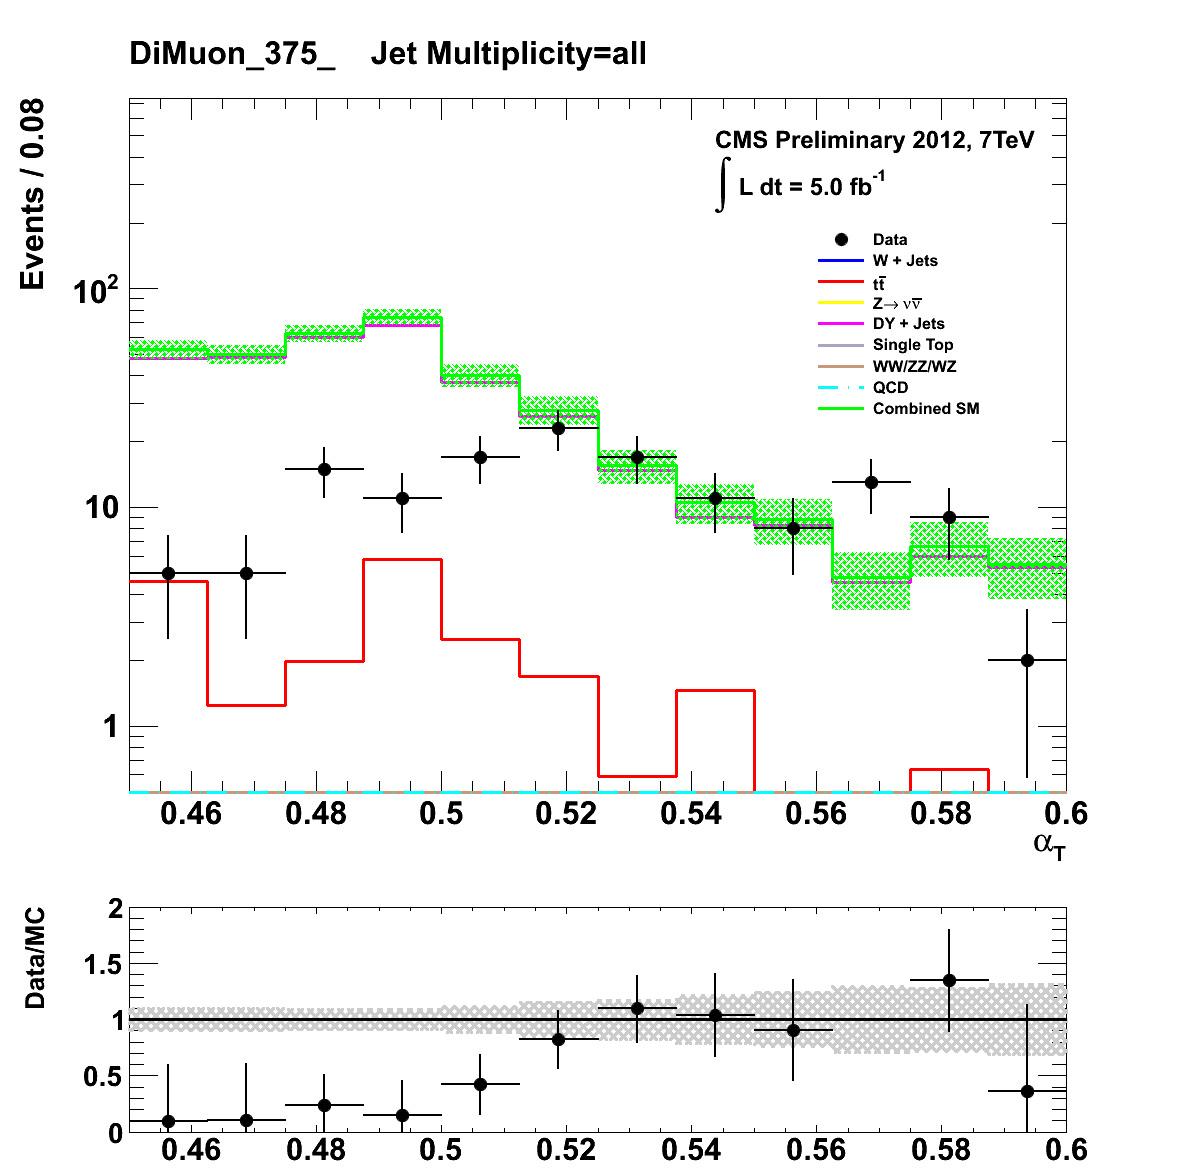 DiMuon_375_ Jet Multiplicity=all
Events / 0.08
CMS Preliminary 2012, 7TeV
∫ L dt = 5.0 fb⁻¹
Data
W + Jets
tt̅
Z→ νν̅
DY + Jets
Single Top
WW/ZZ/WZ
QCD
Combined SM
10²
10
1
0.46 0.48 0.5 0.52 0.54 0.56 0.58 0.6
α_T
Data/MC
2
1.5
1
0.5
0
0.46 0.48 0.5 0.52 0.54 0.56 0.58 0.6